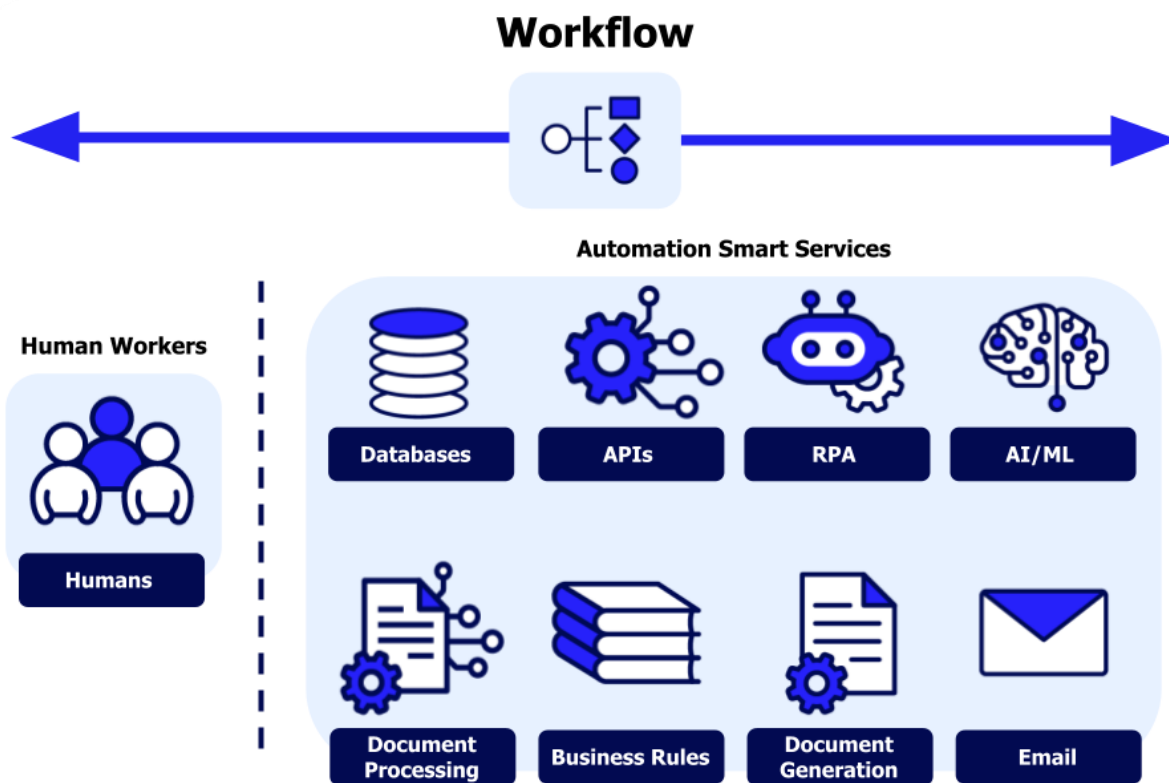 Workflow
Automation Smart Services
Human Workers
Databases
APIs
RPA
AI/ML
Humans
Document
Processing
Business Rules
Document
Generation
Email